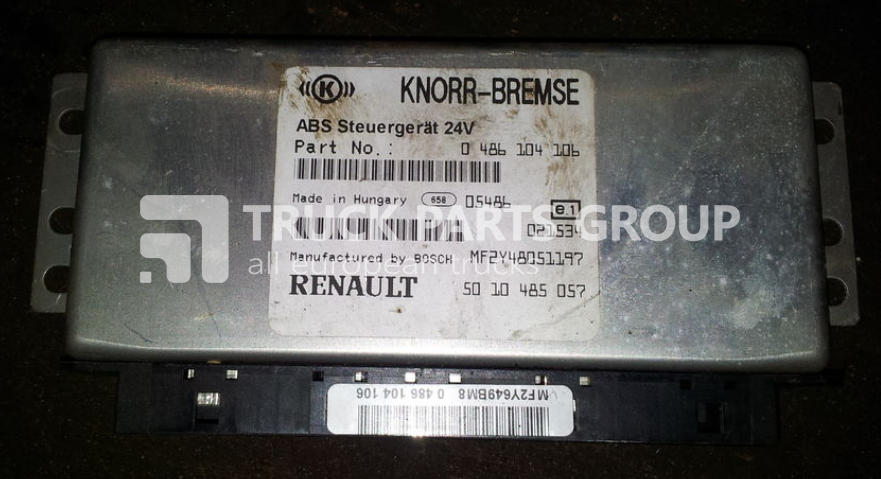 K KNORR-BREMSE
ABS Steuergerät 24V
Part No.: 0 486 104 106
Made in Hungary 658 05486 e1
021534
Manufactured by BOSCH MF2Y48051197
RENAULT 50 10 485 057
TRUCK PARTS GROUP
all european trucks
MF2Y649BM8 0 486 104 106